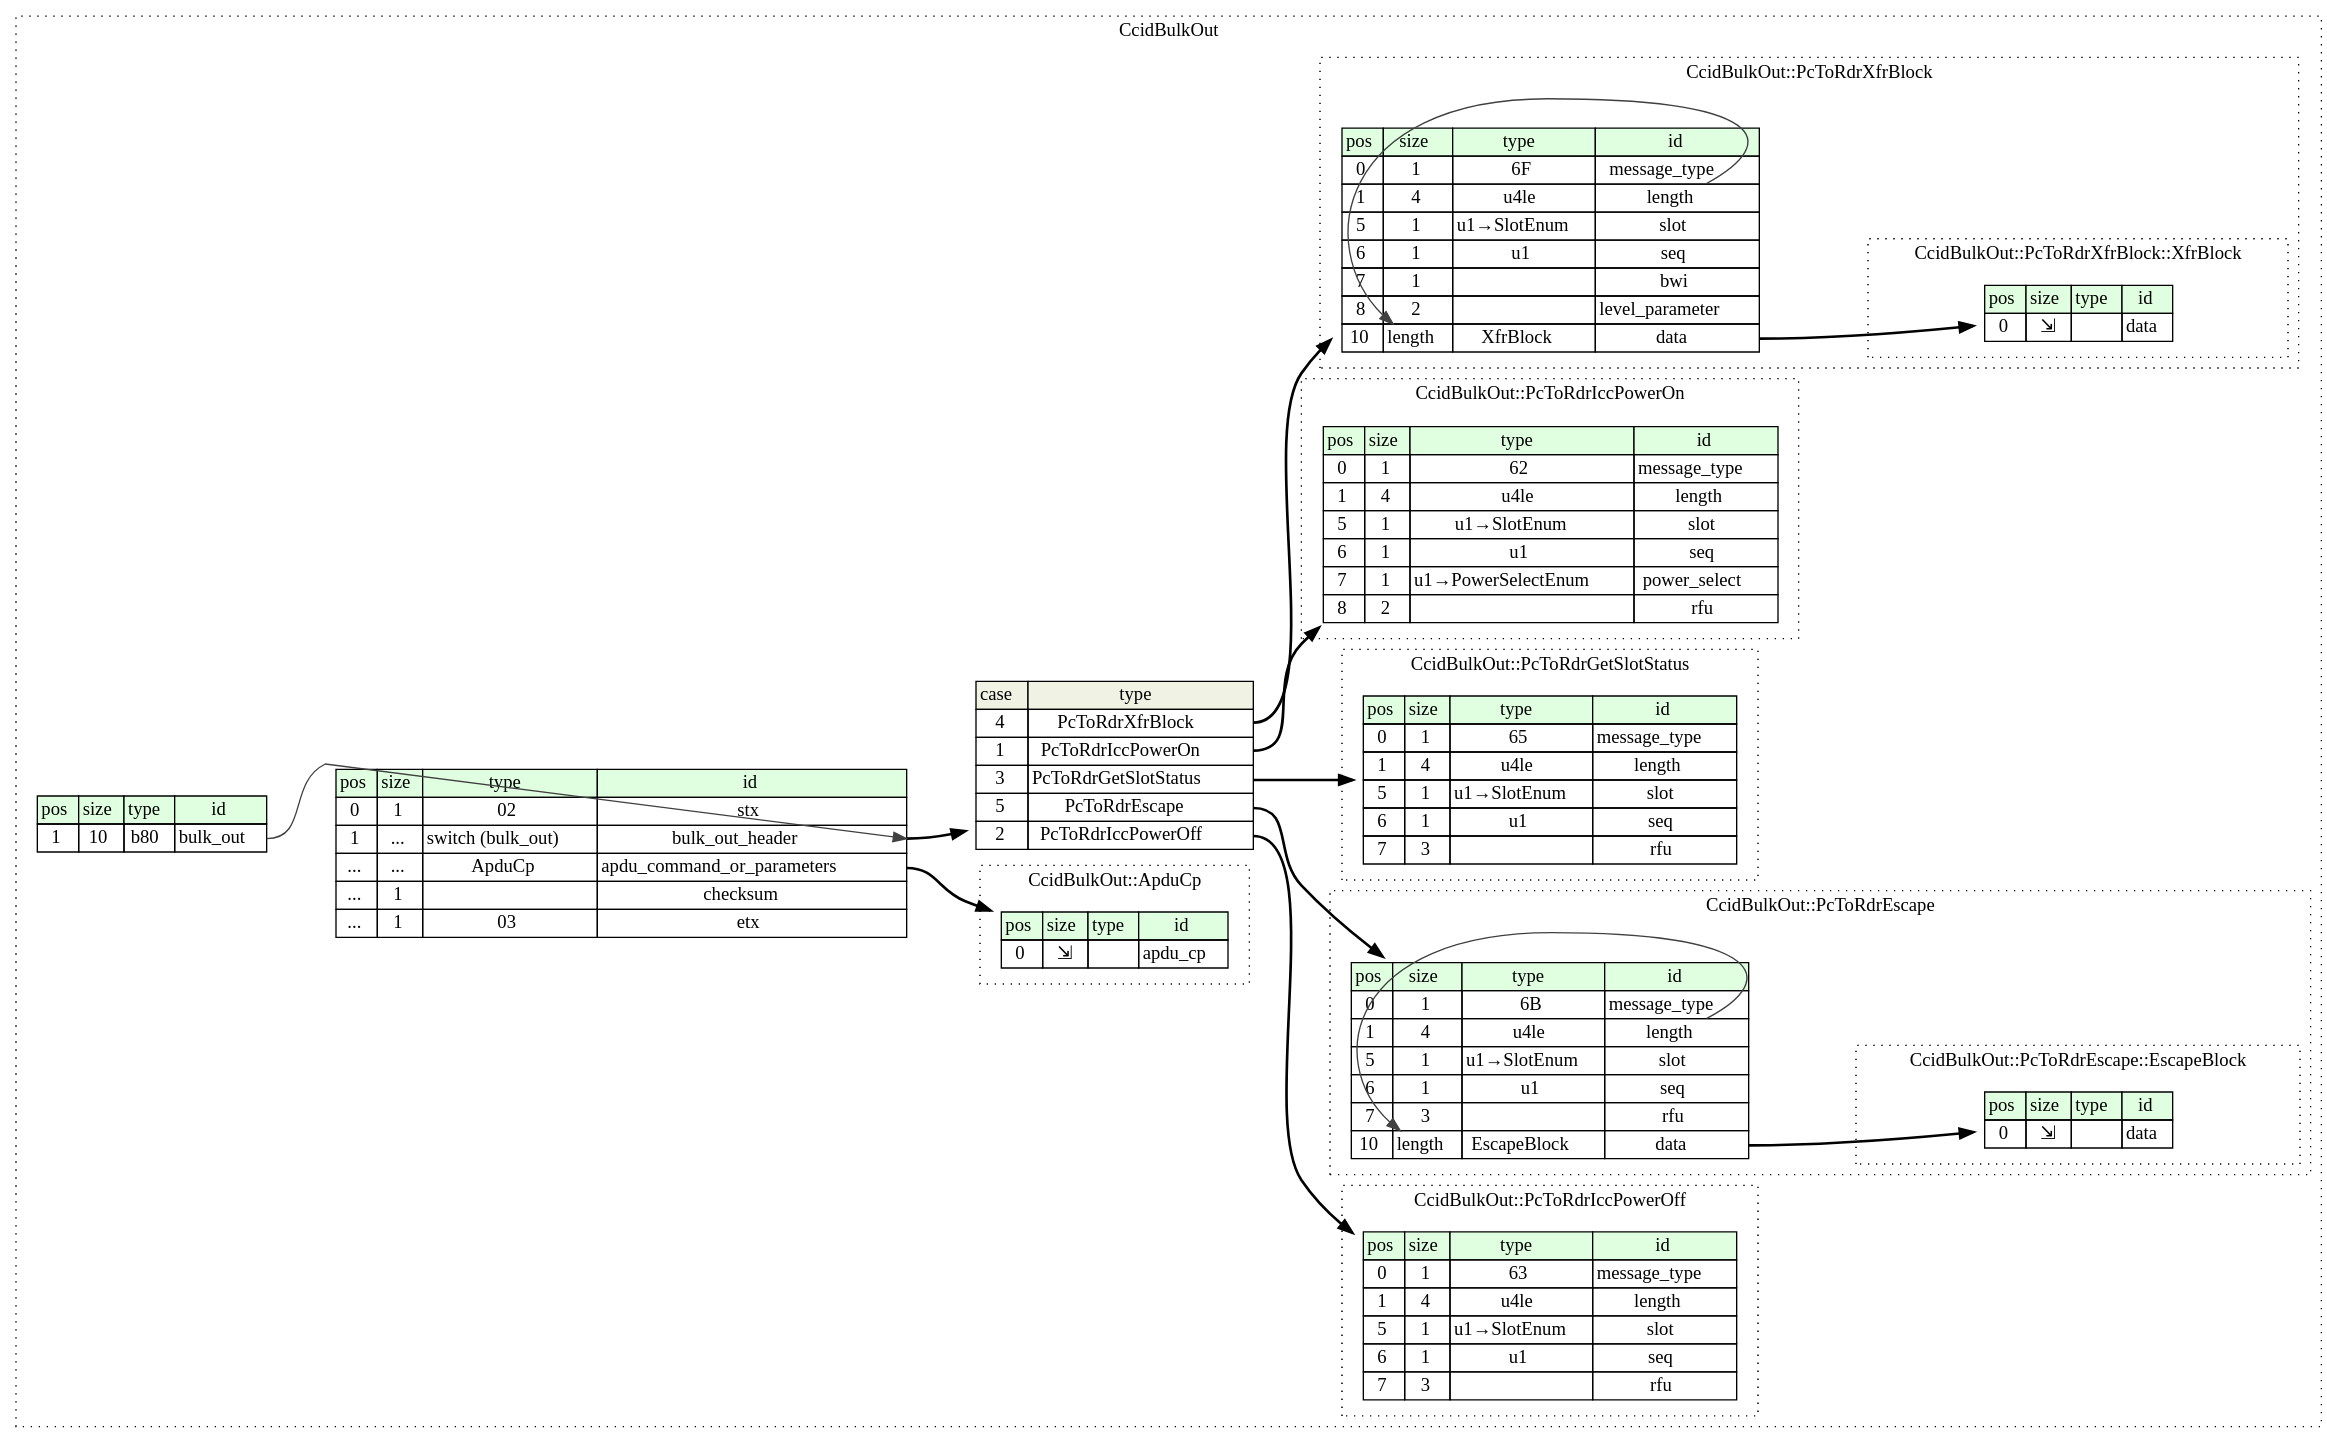 CcidBulkOut
CcidBulkOut::PcToRdrXfrBlock
pos size type id
0 1 6F message_type
1 4 u4le length
5 1 u1→SlotEnum slot
6 1 u1 seq
7 1 bwi
8 2 level_parameter
10 length XfrBlock data
CcidBulkOut::PcToRdrXfrBlock::XfrBlock
pos size type id
0 ⇲ data
CcidBulkOut::PcToRdrIccPowerOn
pos size type id
0 1 62 message_type
1 4 u4le length
5 1 u1→SlotEnum slot
6 1 u1 seq
7 1 u1→PowerSelectEnum power_select
8 2 rfu
pos size type id
1 10 b80 bulk_out
pos size type id
0 1 02 stx
1 ... switch (bulk_out) bulk_out_header
... ... ApduCp apdu_command_or_parameters
... 1 checksum
... 1 03 etx
case type
4 PcToRdrXfrBlock
1 PcToRdrIccPowerOn
3 PcToRdrGetSlotStatus
5 PcToRdrEscape
2 PcToRdrIccPowerOff
CcidBulkOut::ApduCp
pos size type id
0 ⇲ apdu_cp
CcidBulkOut::PcToRdrGetSlotStatus
pos size type id
0 1 65 message_type
1 4 u4le length
5 1 u1→SlotEnum slot
6 1 u1 seq
7 3 rfu
CcidBulkOut::PcToRdrEscape
pos size type id
0 1 6B message_type
1 4 u4le length
5 1 u1→SlotEnum slot
6 1 u1 seq
7 3 rfu
10 length EscapeBlock data
CcidBulkOut::PcToRdrEscape::EscapeBlock
pos size type id
0 ⇲ data
CcidBulkOut::PcToRdrIccPowerOff
pos size type id
0 1 63 message_type
1 4 u4le length
5 1 u1→SlotEnum slot
6 1 u1 seq
7 3 rfu